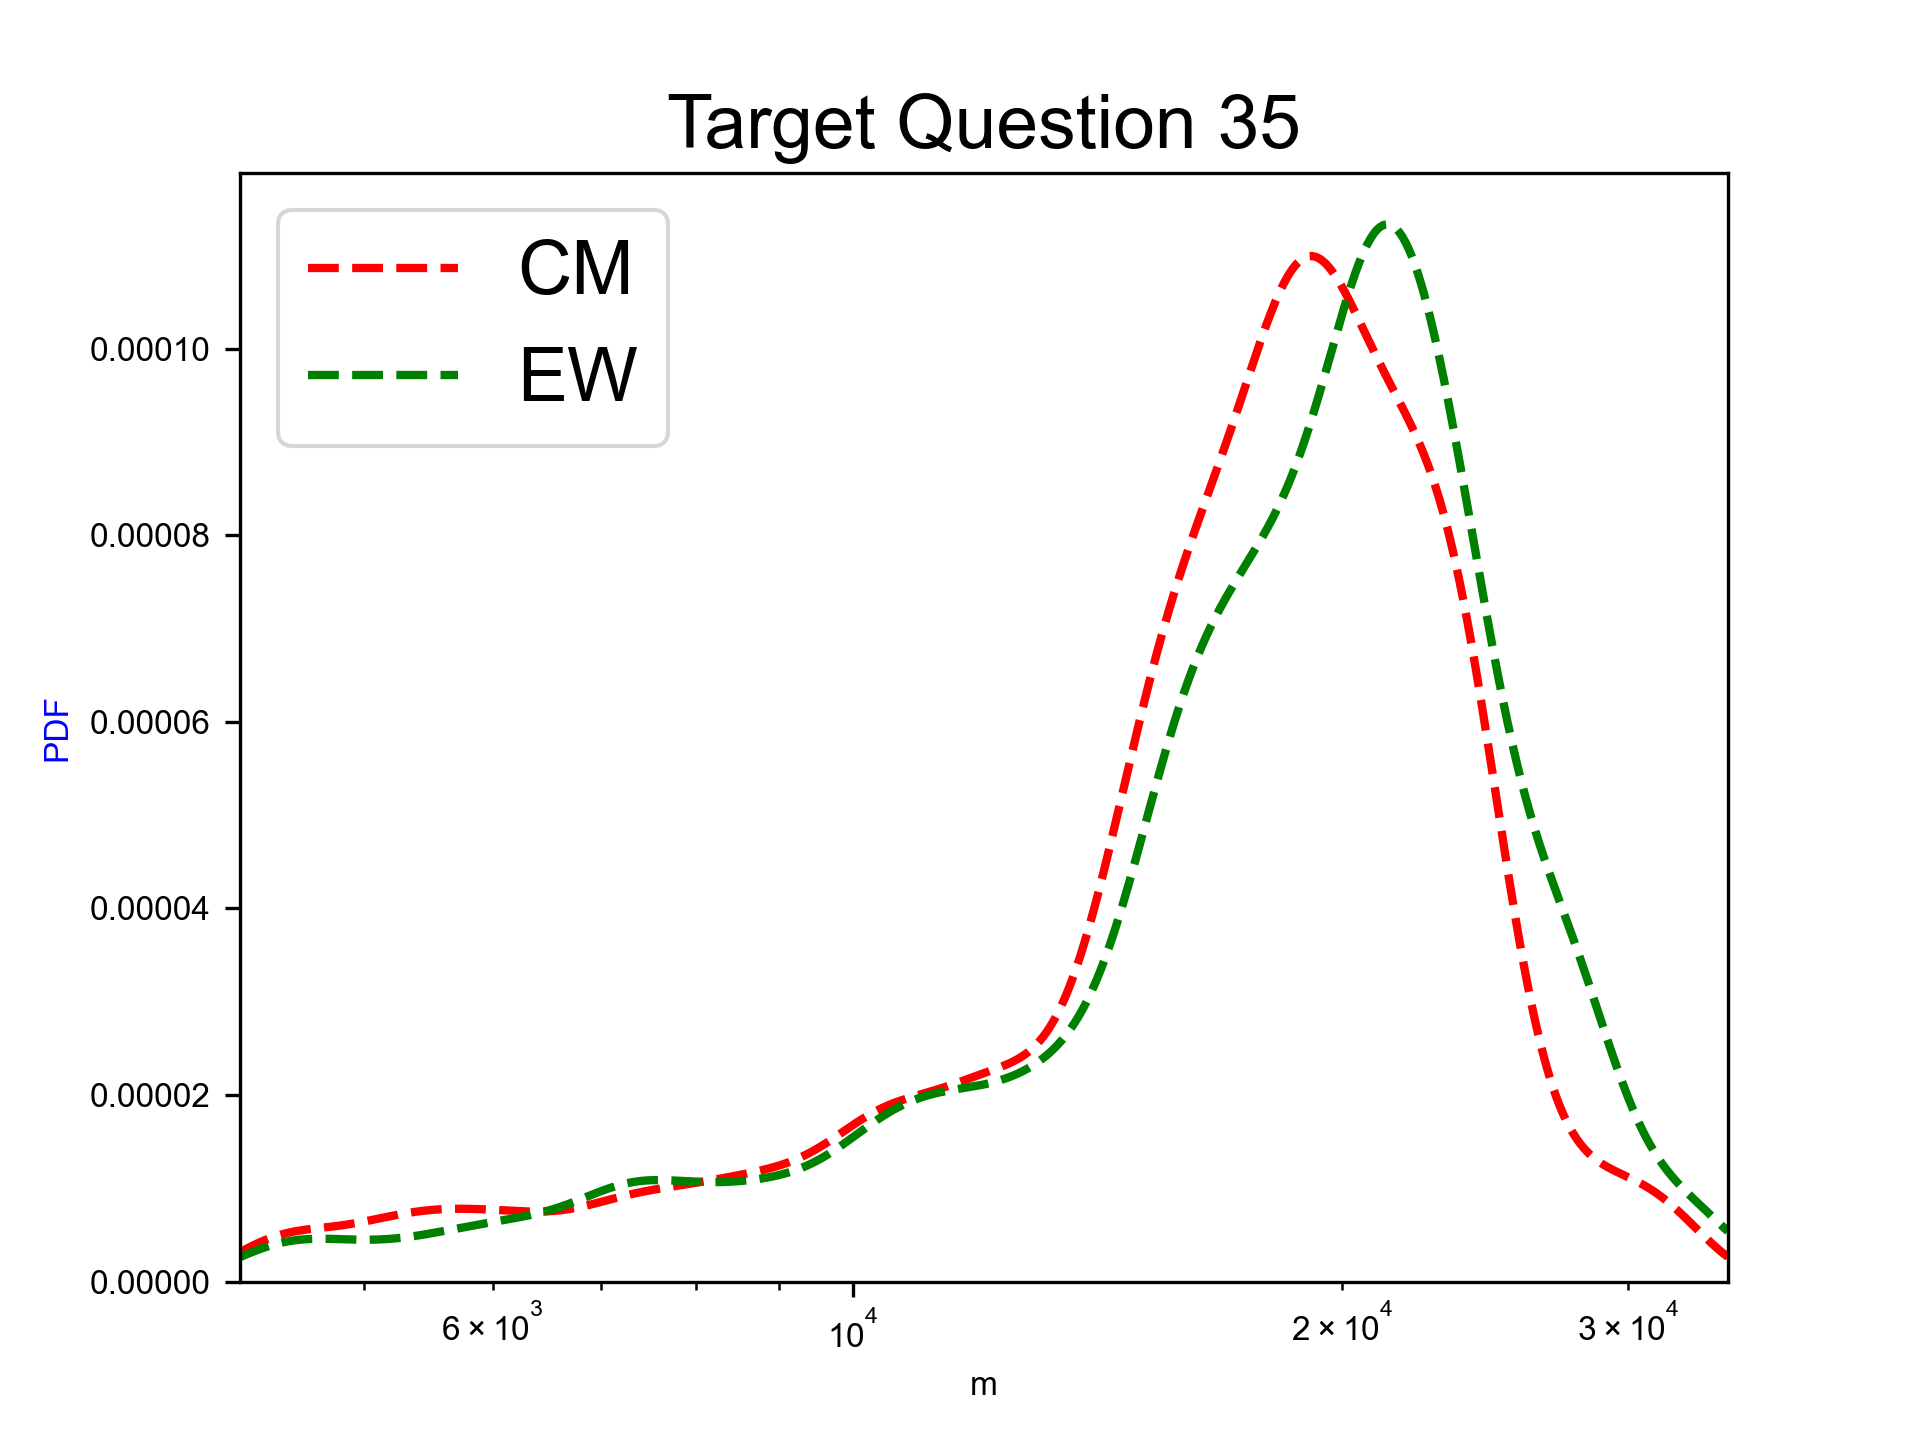 Target Question 35
CM
EW
0.00010
0.00008
0.00006
0.00004
0.00002
0.00000
PDF
6 × 10³
10⁴
2 × 10⁴
3 × 10⁴
m